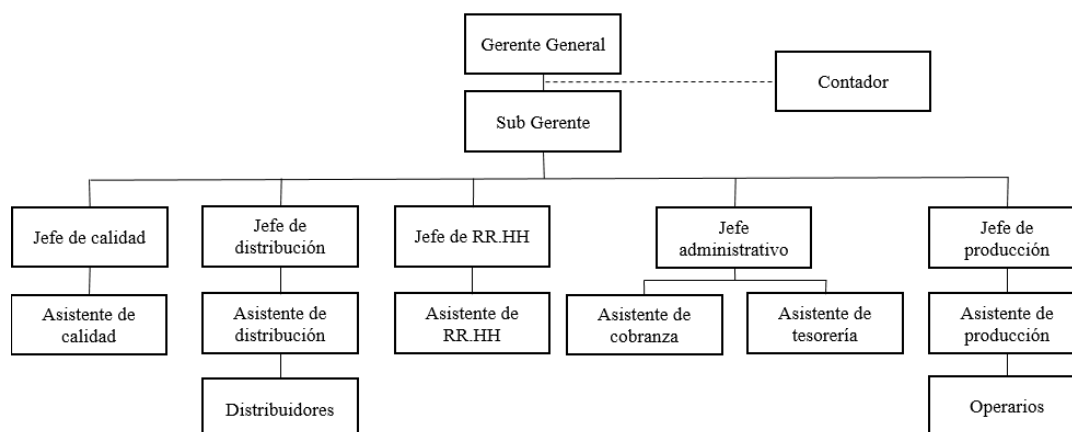 Gerente General
Contador
Sub Gerente
Jefe de calidad
Jefe de
distribución
Jefe de RR.HH
Jefe
administrativo
Jefe de
producción
Asistente de
calidad
Asistente de
distribución
Asistente de
RR.HH
Asistente de
cobranza
Asistente de
tesorería
Asistente de
producción
Distribuidores
Operarios